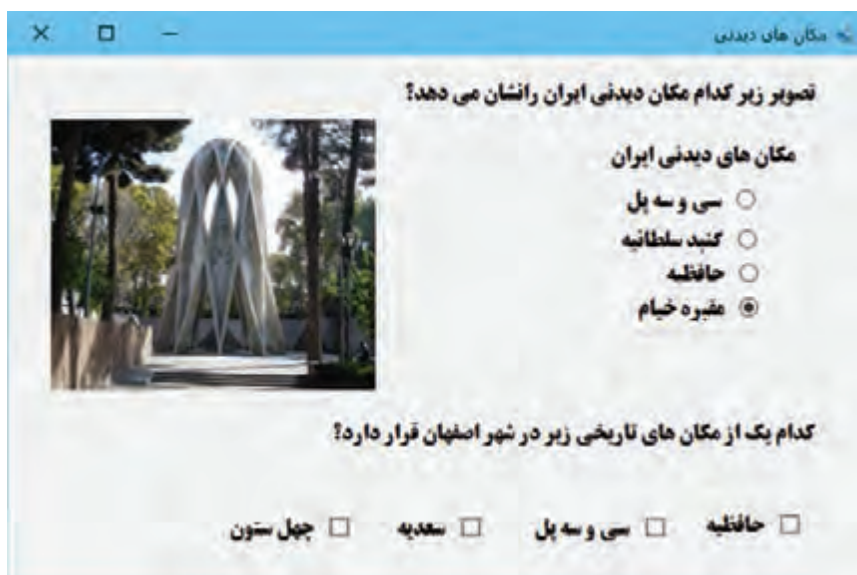 مکان های دیدنی
تصویر زیر کدام مکان دیدنی ایران رانشان می دهد؟
مکان های دیدنی ایران
سی و سه پل
گنبد سلطانیه
حافظیه
مقبره خیام
کدام یک از مکان های تاریخی زیر در شهر اصفهان قرار دارد؟
حافظیه سی و سه پل سعدیه چهل ستون